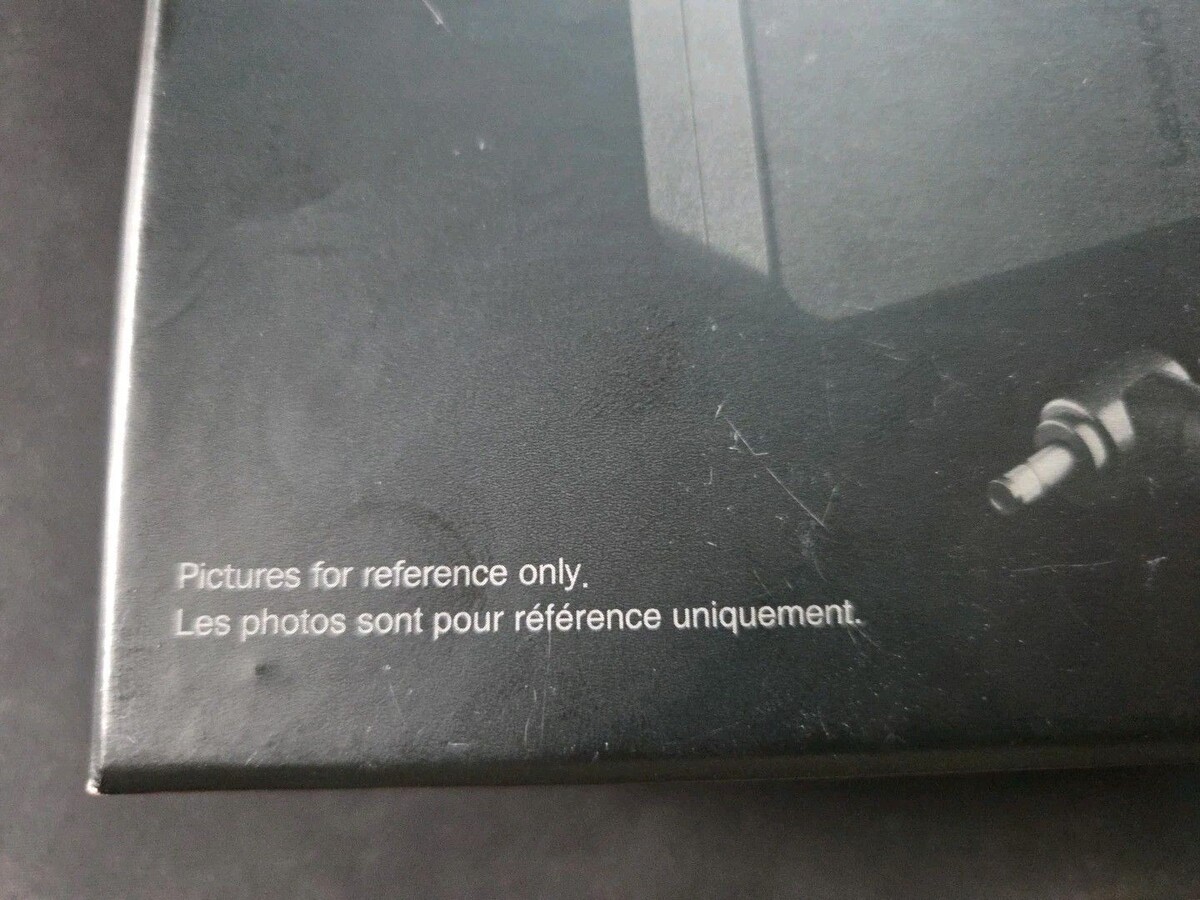 Pictures for reference only.
Les photos sont pour référence uniquement.